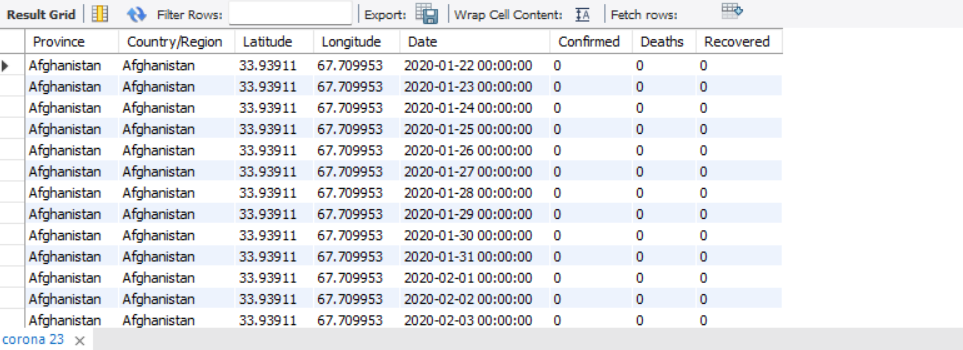 Result Grid Filter Rows: Export: Wrap Cell Content: IA Fetch rows:
Province Country/Region Latitude Longitude Date Confirmed Deaths Recovered
Afghanistan Afghanistan 33.93911 67.709953 2020-01-22 00:00:00 0 0 0
Afghanistan Afghanistan 33.93911 67.709953 2020-01-23 00:00:00 0 0 0
Afghanistan Afghanistan 33.93911 67.709953 2020-01-24 00:00:00 0 0 0
Afghanistan Afghanistan 33.93911 67.709953 2020-01-25 00:00:00 0 0 0
Afghanistan Afghanistan 33.93911 67.709953 2020-01-26 00:00:00 0 0 0
Afghanistan Afghanistan 33.93911 67.709953 2020-01-27 00:00:00 0 0 0
Afghanistan Afghanistan 33.93911 67.709953 2020-01-28 00:00:00 0 0 0
Afghanistan Afghanistan 33.93911 67.709953 2020-01-29 00:00:00 0 0 0
Afghanistan Afghanistan 33.93911 67.709953 2020-01-30 00:00:00 0 0 0
Afghanistan Afghanistan 33.93911 67.709953 2020-01-31 00:00:00 0 0 0
Afghanistan Afghanistan 33.93911 67.709953 2020-02-01 00:00:00 0 0 0
Afghanistan Afghanistan 33.93911 67.709953 2020-02-02 00:00:00 0 0 0
Afghanistan Afghanistan 33.93911 67.709953 2020-02-03 00:00:00 0 0 0
corona 23